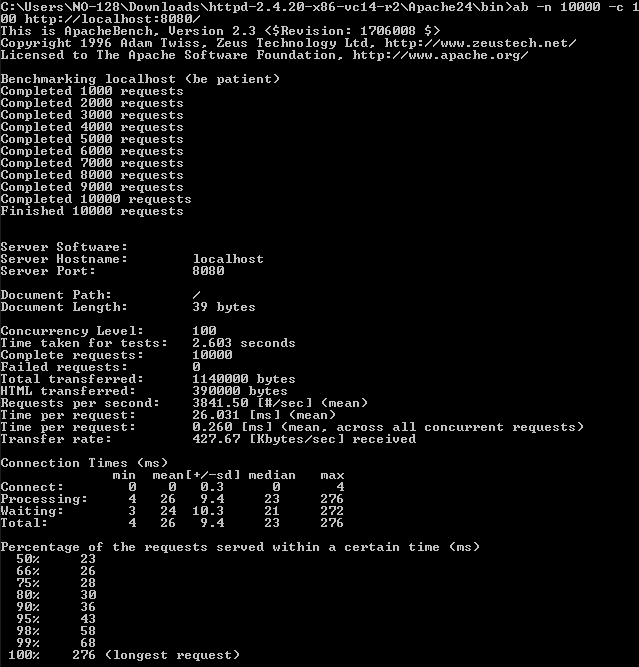 C:\Users\NO-128\Downloads\httpd-2.4.20-x86-vc14-r2\Apache24\bin>ab -n 10000 -c 1
00 http://localhost:8080/
This is ApacheBench, Version 2.3 <$Revision: 1706008 $>
Copyright 1996 Adam Twiss, Zeus Technology Ltd, http://www.zeustech.net/
Licensed to The Apache Software Foundation, http://www.apache.org/

Benchmarking localhost (be patient)
Completed 1000 requests
Completed 2000 requests
Completed 3000 requests
Completed 4000 requests
Completed 5000 requests
Completed 6000 requests
Completed 7000 requests
Completed 8000 requests
Completed 9000 requests
Completed 10000 requests
Finished 10000 requests


Server Software:
Server Hostname:        localhost
Server Port:            8080

Document Path:          /
Document Length:        39 bytes

Concurrency Level:      100
Time taken for tests:   2.603 seconds
Complete requests:      10000
Failed requests:        0
Total transferred:      1140000 bytes
HTML transferred:       390000 bytes
Requests per second:    3841.50 [#/sec] (mean)
Time per request:       26.031 [ms] (mean)
Time per request:       0.260 [ms] (mean, across all concurrent requests)
Transfer rate:          427.67 [Kbytes/sec] received

Connection Times (ms)
              min  mean[+/-sd] median   max
Connect:        0    0   0.3      0       4
Processing:     4   26   9.4     23     276
Waiting:        3   24  10.3     21     272
Total:          4   26   9.4     23     276

Percentage of the requests served within a certain time (ms)
  50%     23
  66%     26
  75%     28
  80%     30
  90%     36
  95%     43
  98%     58
  99%     68
 100%    276 (longest request)